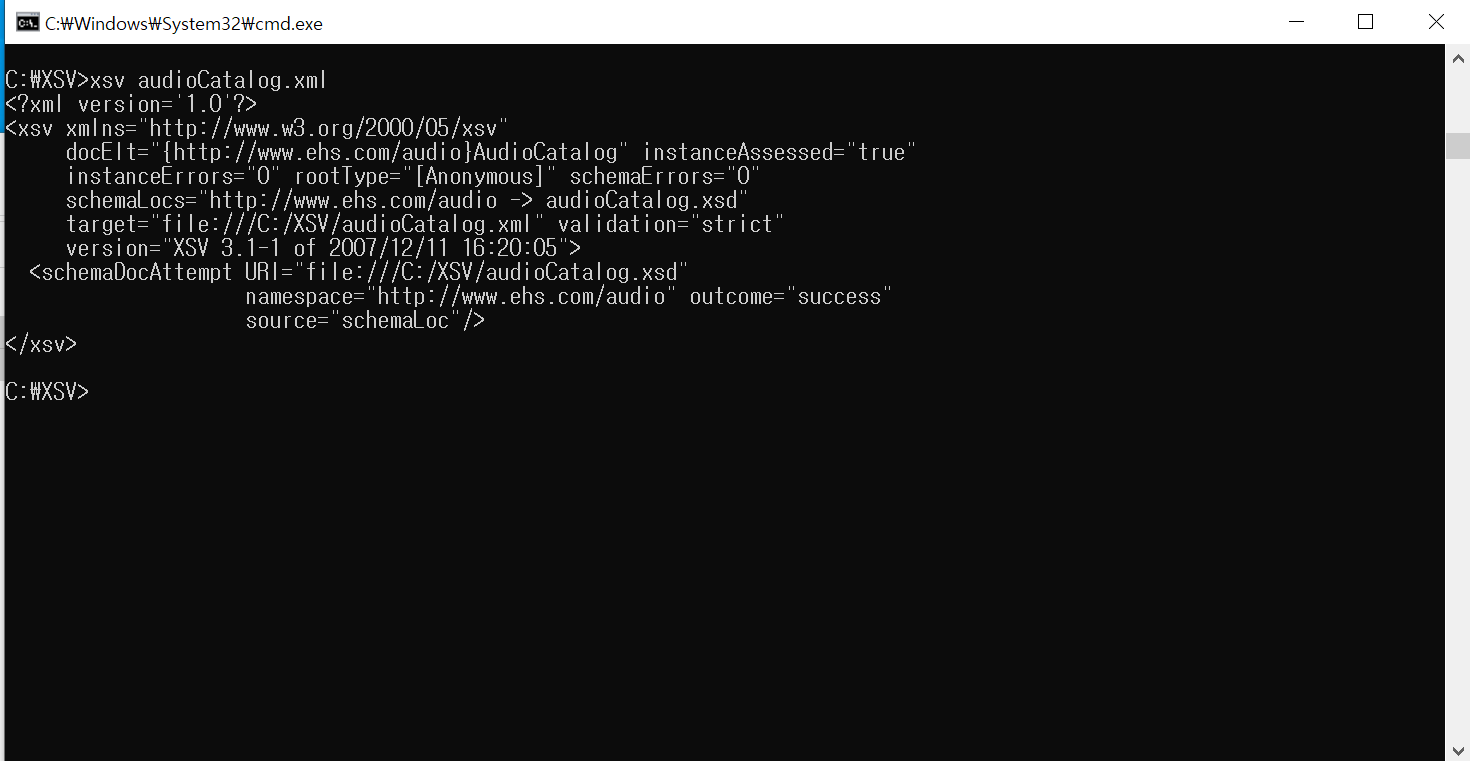 C:\Windows\System32\cmd.exe
C:\XSV>xsv audioCatalog.xml
<?xml version='1.0'?>
<xsv xmlns="http://www.w3.org/2000/05/xsv"
     docElt="{http://www.ehs.com/audio}AudioCatalog" instanceAssessed="true"
     instanceErrors="0" rootType="[Anonymous]" schemaErrors="0"
     schemaLocs="http://www.ehs.com/audio -> audioCatalog.xsd"
     target="file:///C:/XSV/audioCatalog.xml" validation="strict"
     version="XSV 3.1-1 of 2007/12/11 16:20:05">
  <schemaDocAttempt URI="file:///C:/XSV/audioCatalog.xsd"
                    namespace="http://www.ehs.com/audio" outcome="success"
                    source="schemaLoc"/>
</xsv>
C:\XSV>